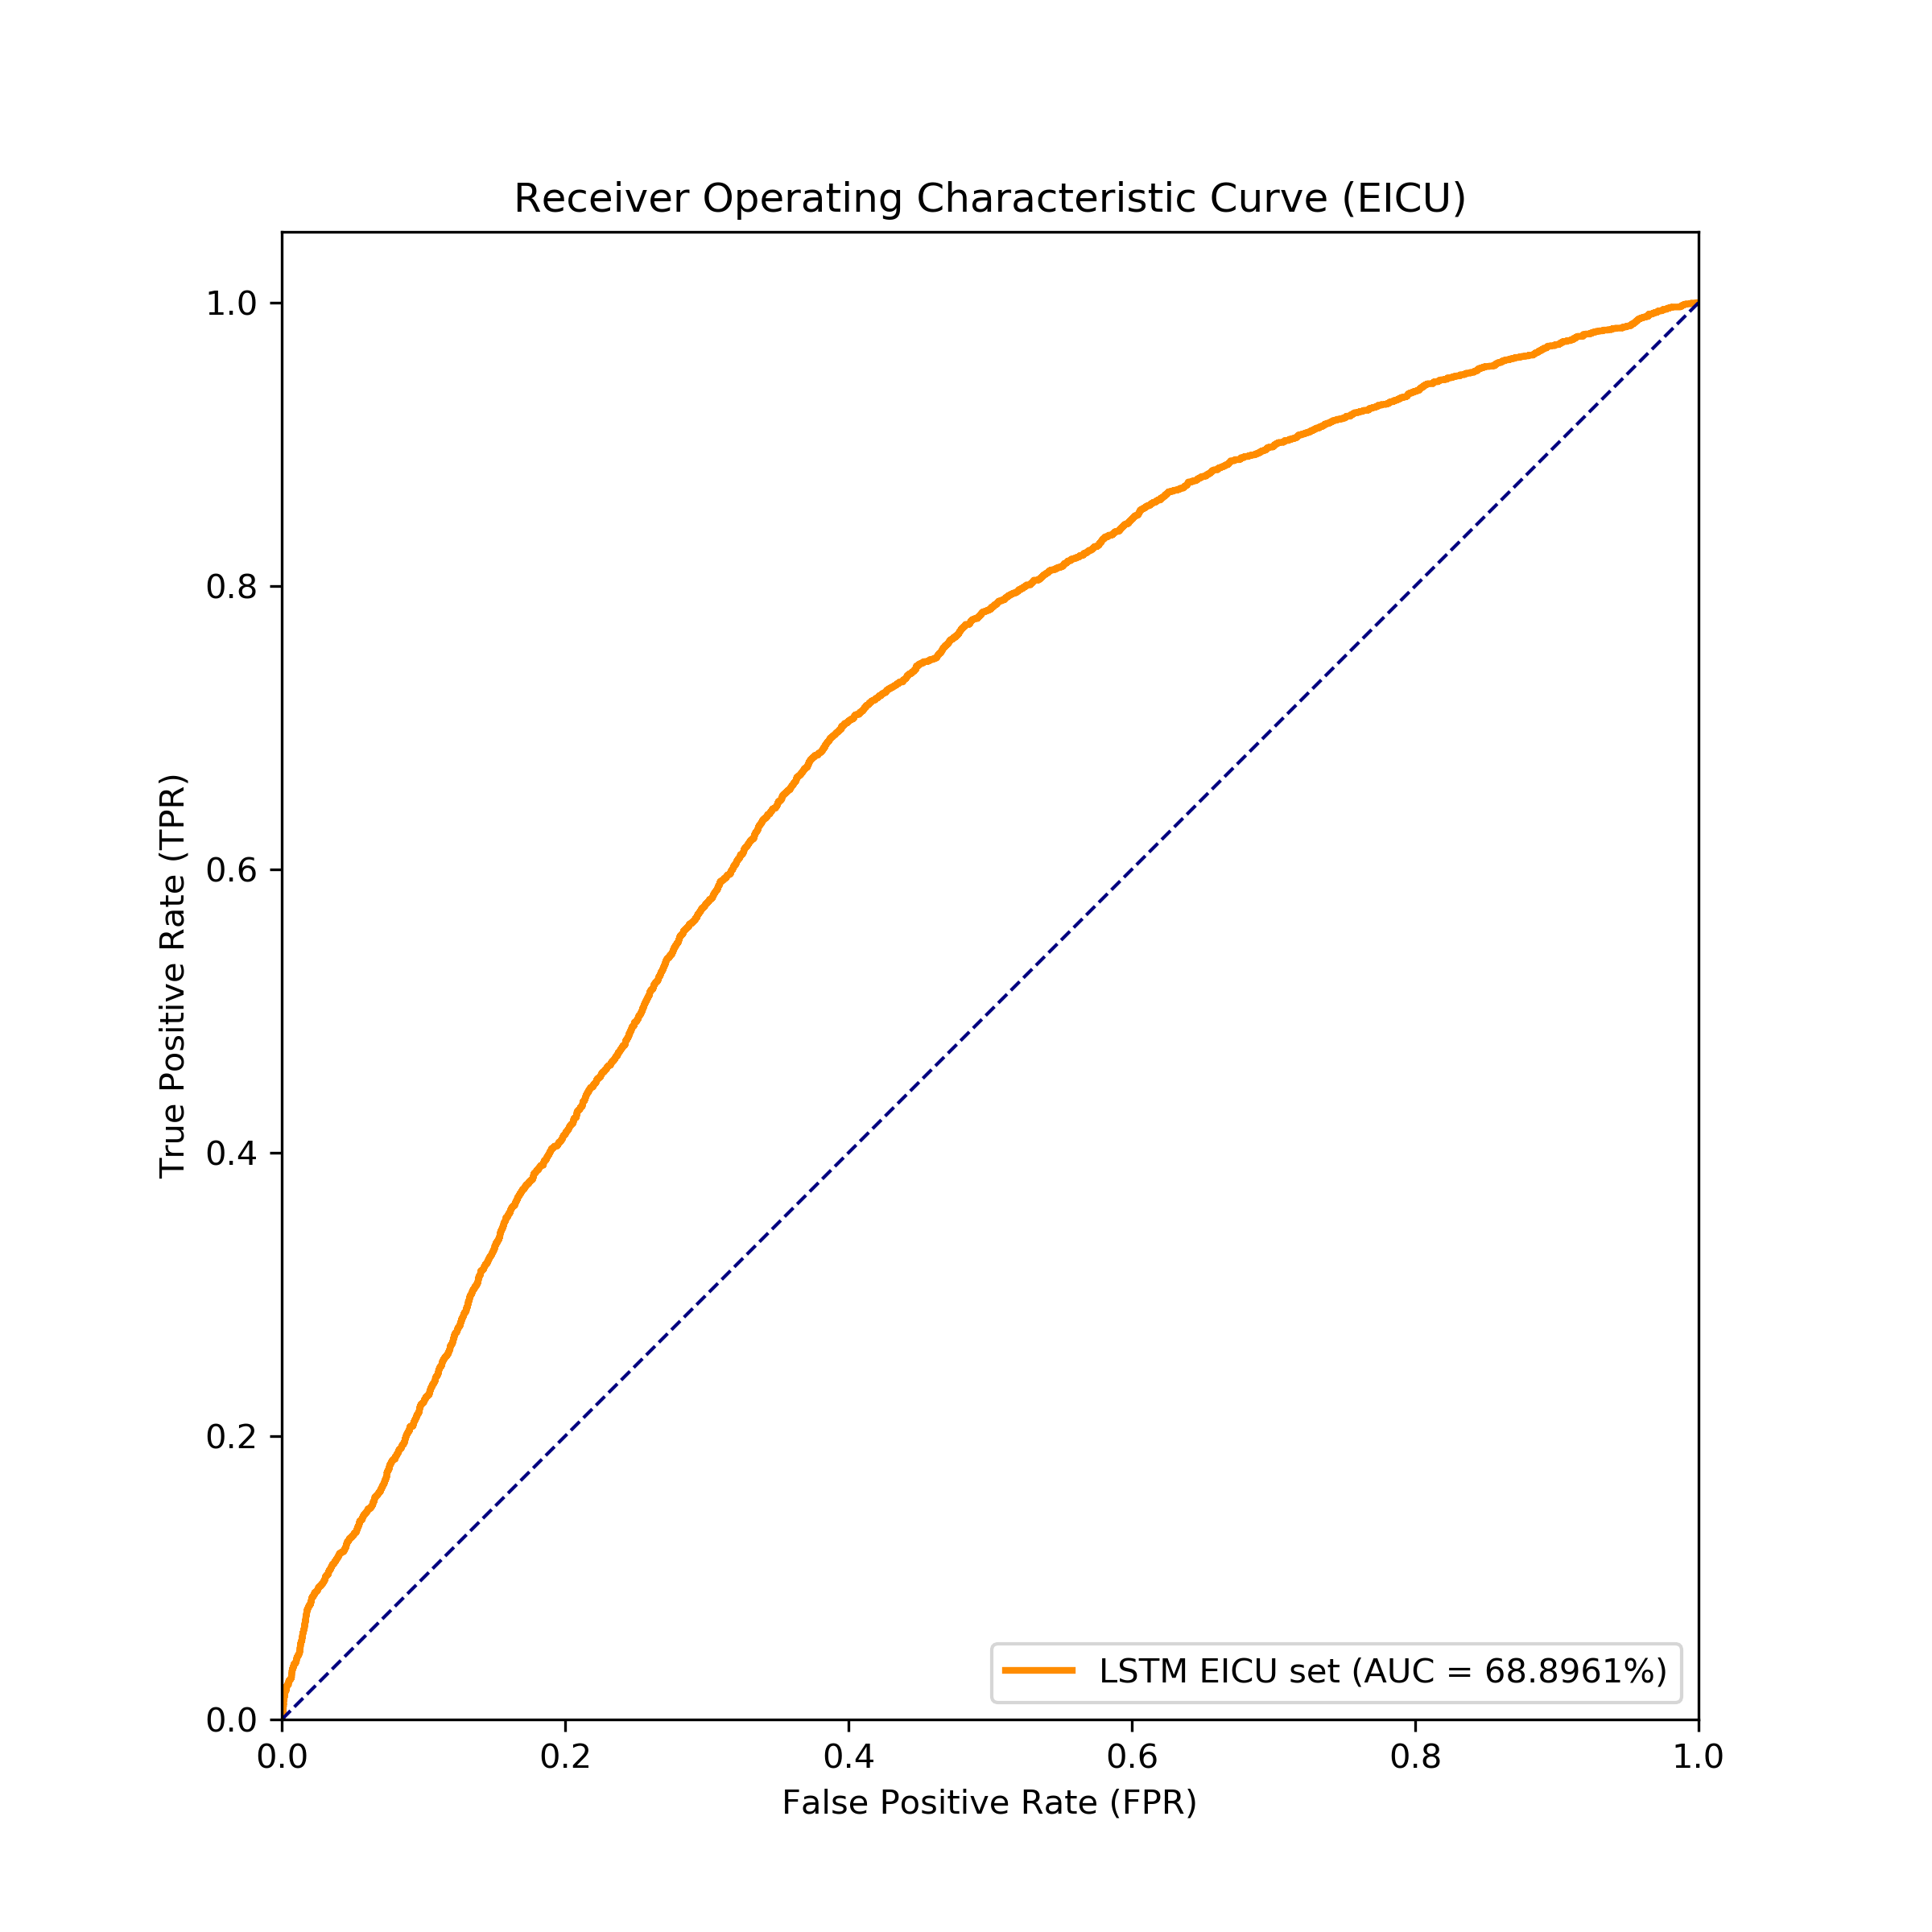 Receiver Operating Characteristic Curve (EICU)
1.0
0.8
0.6
0.4
0.2
0.0
True Positive Rate (TPR)
LSTM EICU set (AUC = 68.8961%)
0.0 0.2 0.4 0.6 0.8 1.0
False Positive Rate (FPR)